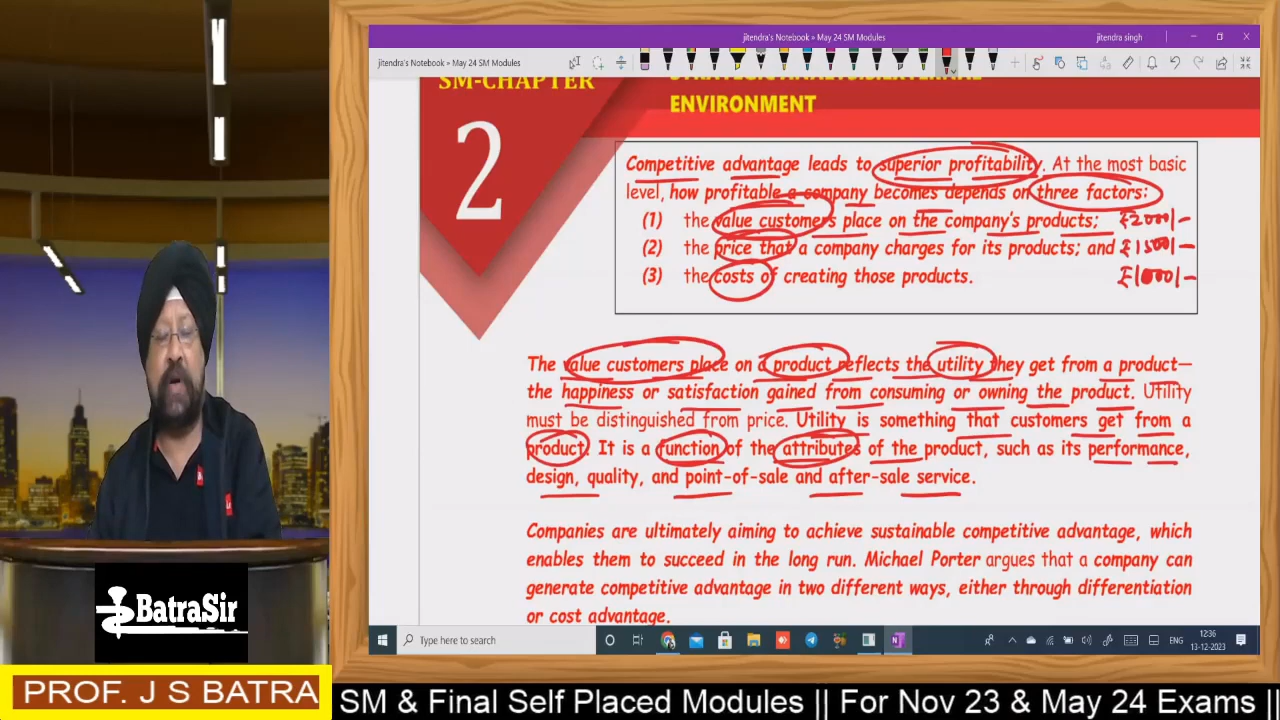 jitendra's Notebook » May 24 SM Modules
jitendra singh
jitendra's Notebook » May 24 SM Modules
SM-CHAPTER
2
ENVIRONMENT
Competitive advantage leads to superior profitability. At the most basic
level, how profitable a company becomes depends on three factors:
(1) the value customers place on the company's products; ₹2000/-
(2) the price that a company charges for its products; and ₹1500/-
(3) the costs of creating those products. ₹1000/-
The value customers place on a product reflects the utility they get from a product—
the happiness or satisfaction gained from consuming or owning the product. Utility
must be distinguished from price. Utility is something that customers get from a
product. It is a function of the attributes of the product, such as its performance,
design, quality, and point-of-sale and after-sale service.
Companies are ultimately aiming to achieve sustainable competitive advantage, which
enables them to succeed in the long run. Michael Porter argues that a company can
generate competitive advantage in two different ways, either through differentiation
or cost advantage.
BatraSir
Type here to search
ENG
12:36
13-12-2023
PROF. J S BATRA
SM & Final Self Placed Modules || For Nov 23 & May 24 Exams ||